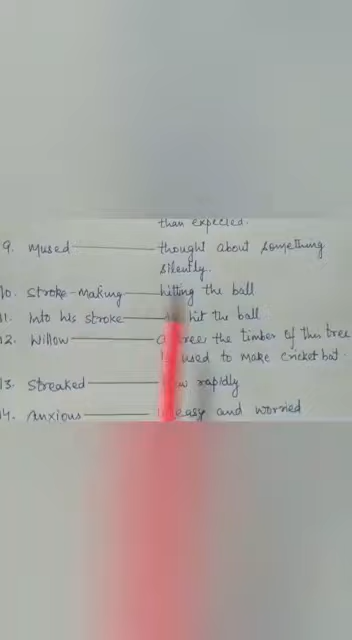 than expected.
9. Mused thought about something
silently.
10. Stroke-Making hitting the ball
11. Into his stroke hit the ball
12. Willow tree the timber of this tree
used to make cricket bat.
13. Streaked rapidly
14. Anxious and worried